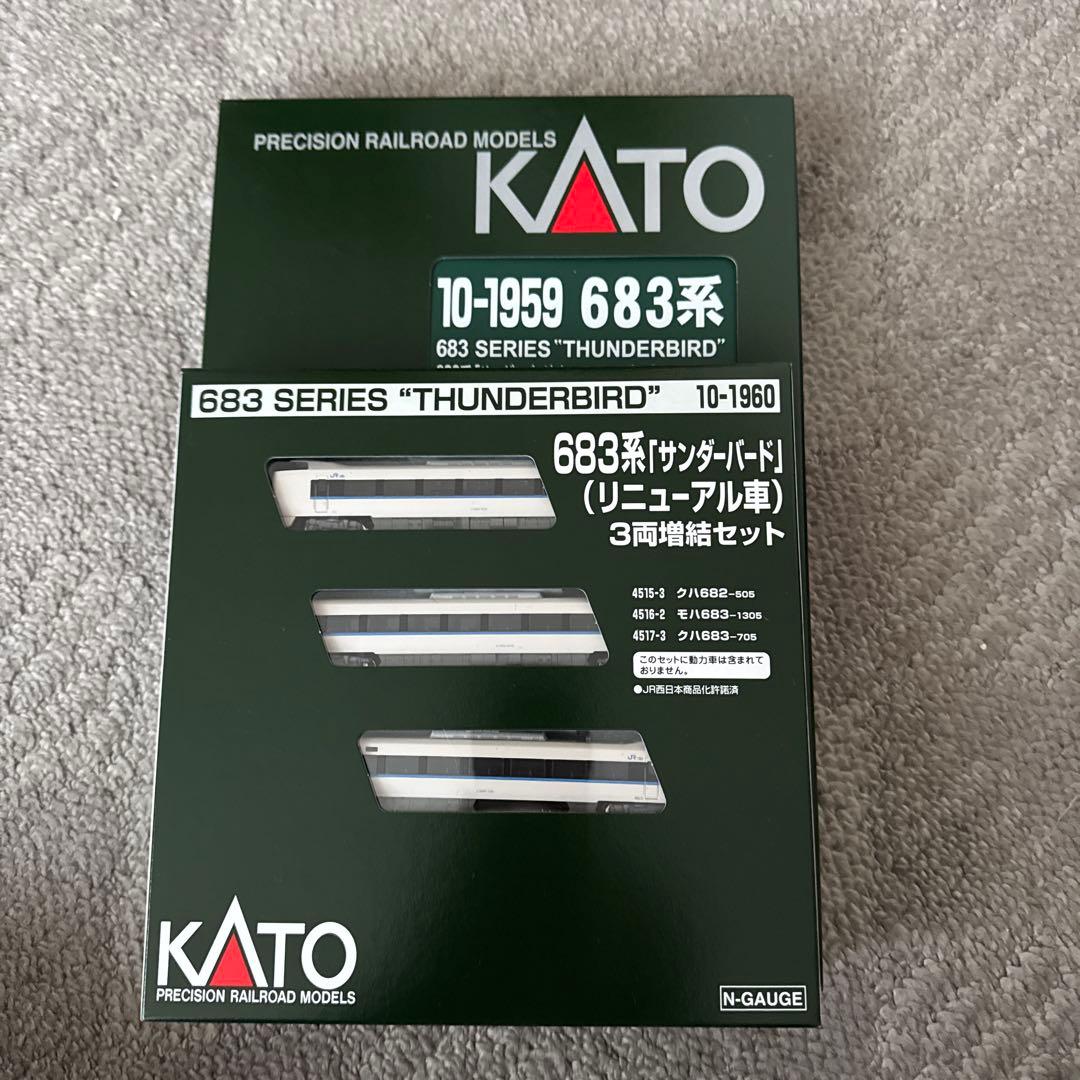 PRECISION RAILROAD MODELS
KATO
10-1959 683系
683 SERIES "THUNDERBIRD"
683 SERIES "THUNDERBIRD" 10-1960
683系「サンダーバード」
(リニューアル車)
3両増結セット
4515-3 クハ682-505
4516-2 モハ683-1305
4517-3 クハ683-705
このセットに動力車は含まれて
おりません。
●JR西日本商品化許諾済
JR
JR
KATO
PRECISION RAILROAD MODELS
N-GAUGE